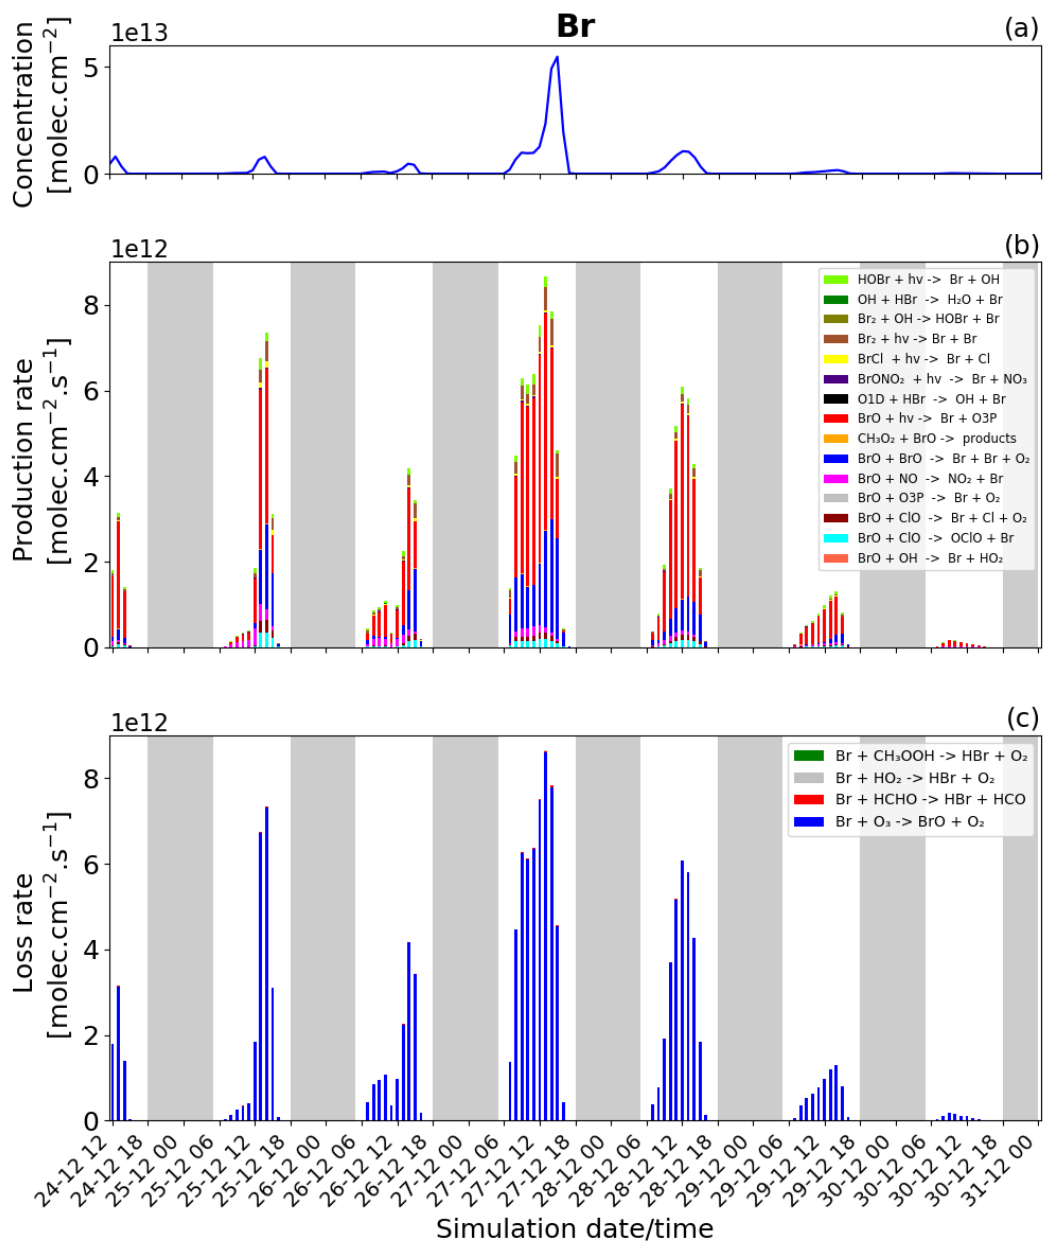 Br
(a)
1e13
Concentration
[molec.cm⁻²]
5
0
(b)
1e12
Production rate
[molec.cm⁻².s⁻¹]
8
6
4
2
0
HOBr + hv -> Br + OH
OH + HBr -> H₂O + Br
Br₂ + OH -> HOBr + Br
Br₂ + hv -> Br + Br
BrCl + hv -> Br + Cl
BrONO₂ + hv -> Br + NO₃
O1D + HBr -> OH + Br
BrO + hv -> Br + O3P
CH₃O₂ + BrO -> products
BrO + BrO -> Br + Br + O₂
BrO + NO -> NO₂ + Br
BrO + O3P -> Br + O₂
BrO + ClO -> Br + Cl + O₂
BrO + ClO -> OClO + Br
BrO + OH -> Br + HO₂
(c)
1e12
Loss rate
[molec.cm⁻².s⁻¹]
8
6
4
2
0
Br + CH₃OOH -> HBr + O₂
Br + HO₂ -> HBr + O₂
Br + HCHO -> HBr + HCO
Br + O₃ -> BrO + O₂
24-12 12
24-12 18
25-12 00
25-12 06
25-12 12
25-12 18
26-12 00
26-12 06
26-12 12
26-12 18
27-12 00
27-12 06
27-12 12
27-12 18
28-12 00
28-12 06
28-12 12
28-12 18
29-12 00
29-12 06
29-12 12
29-12 18
30-12 00
30-12 06
30-12 12
30-12 18
31-12 00
Simulation date/time